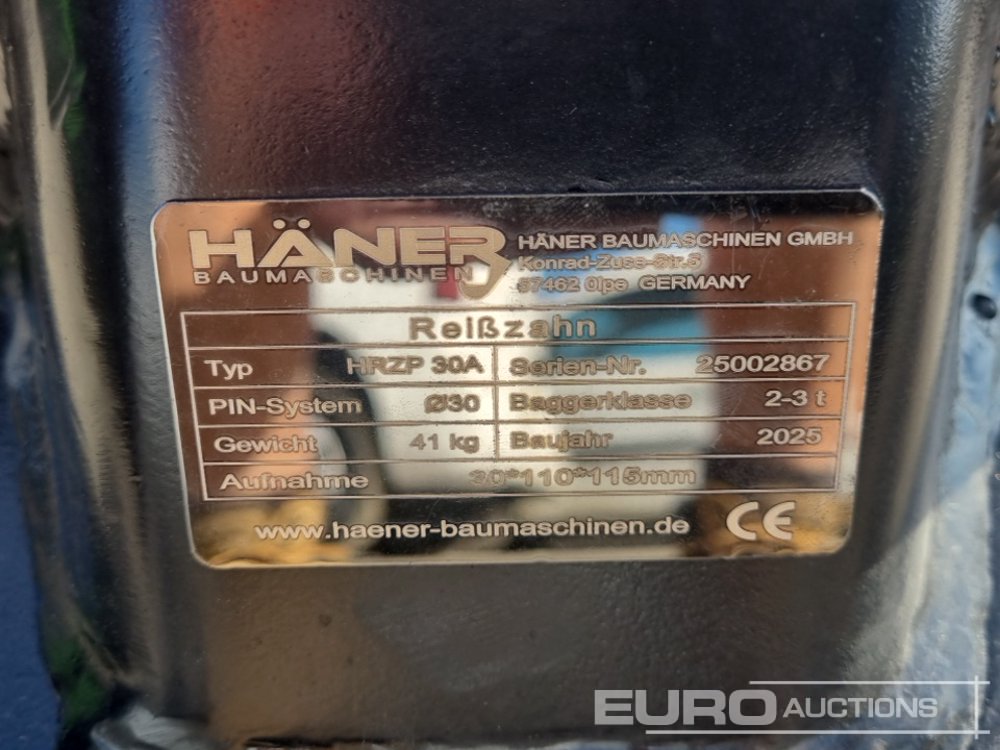 HÄNER
BAUMASCHINEN
HÄNER BAUMASCHINEN GMBH
Konrad-Zuse-Str.6
57462 Olpe GERMANY
Reißzahn
Typ HRZP 30A Serien-Nr. 25002867
PIN-System Ø30 Baggerklasse 2-3 t
Gewicht 41 kg Baujahr 2025
Aufnahme 30*110*115mm
www.haener-baumaschinen.de CE
EURO AUCTIONS